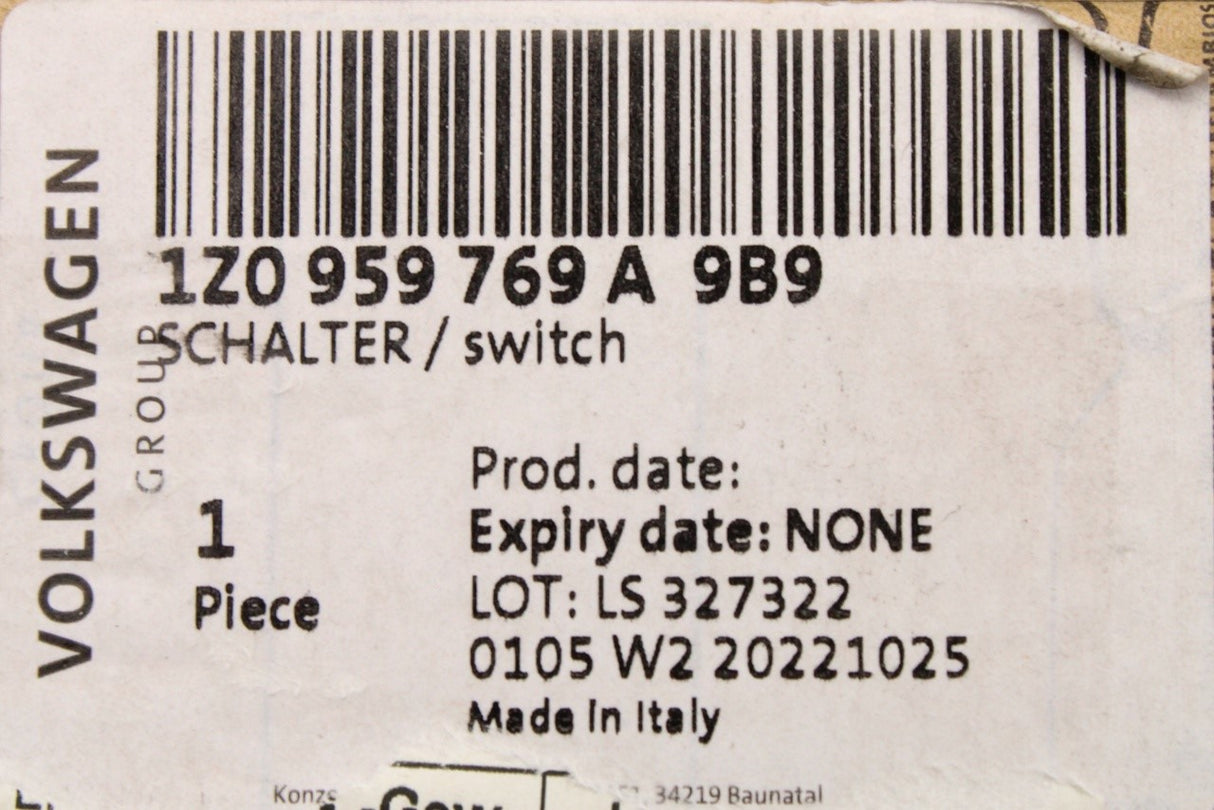 VOLKSWAGEN
GROUP
1Z0 959 769 A 9B9
SCHALTER / switch
1
Piece
Prod. date:
Expiry date: NONE
LOT: LS 327322
0105 W2 20221025
Made in Italy
34219 Baunatal